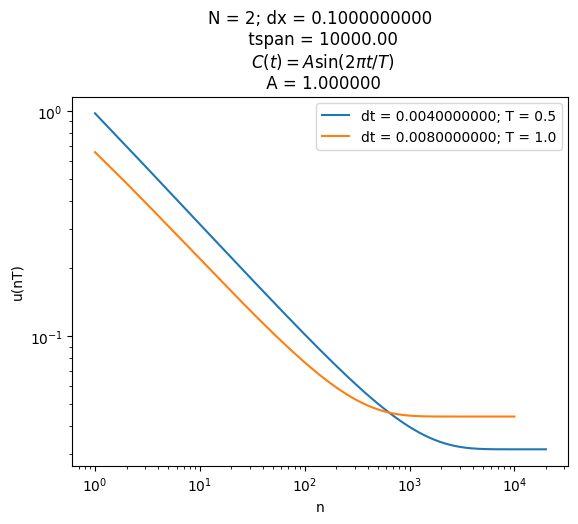 N = 2; dx = 0.1000000000
tspan = 10000.00
C(t) = A sin(2πt/T)
A = 1.000000
dt = 0.0040000000; T = 0.5
dt = 0.0080000000; T = 1.0
u(nT)
10⁰
10⁻¹
10⁰ 10¹ 10² 10³ 10⁴
n